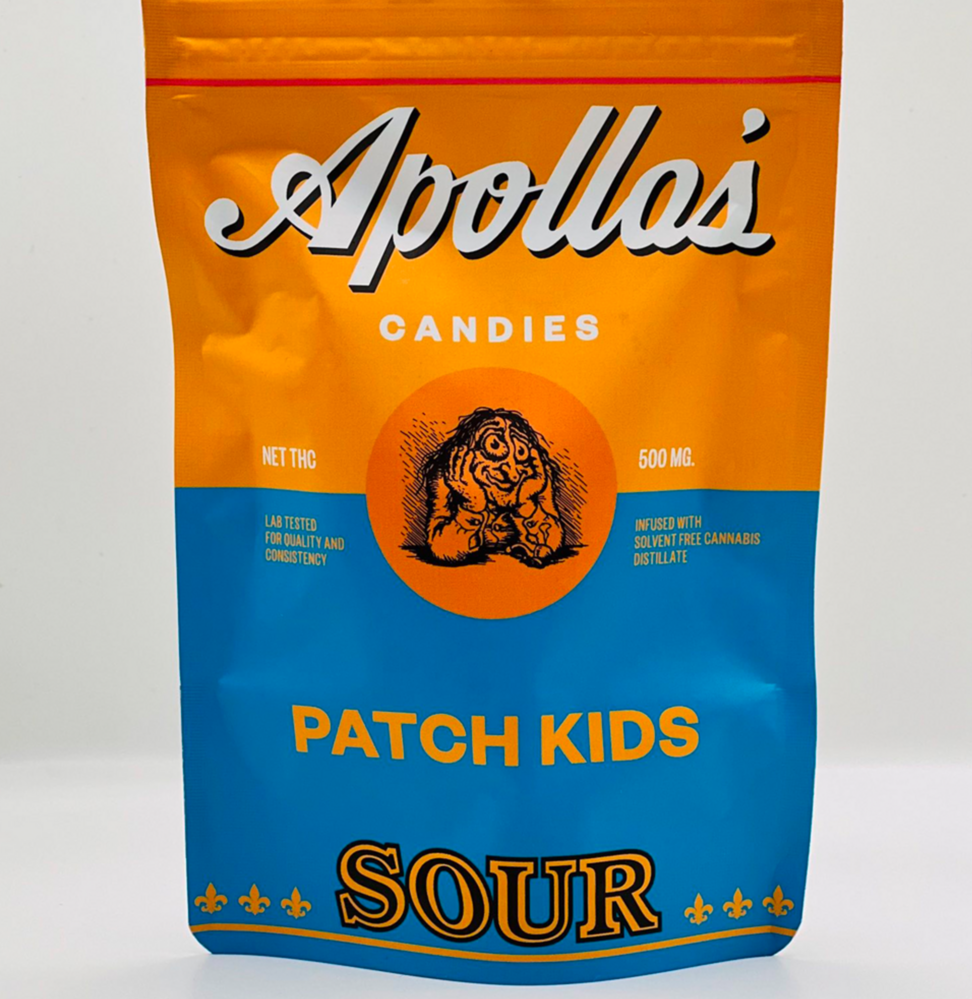 Apollos'
CANDIES
NET THC
500 MG.
LAB TESTED
FOR QUALITY AND
CONSISTENCY
INFUSED WITH
SOLVENT FREE CANNABIS
DISTILLATE
PATCH KIDS
SOUR